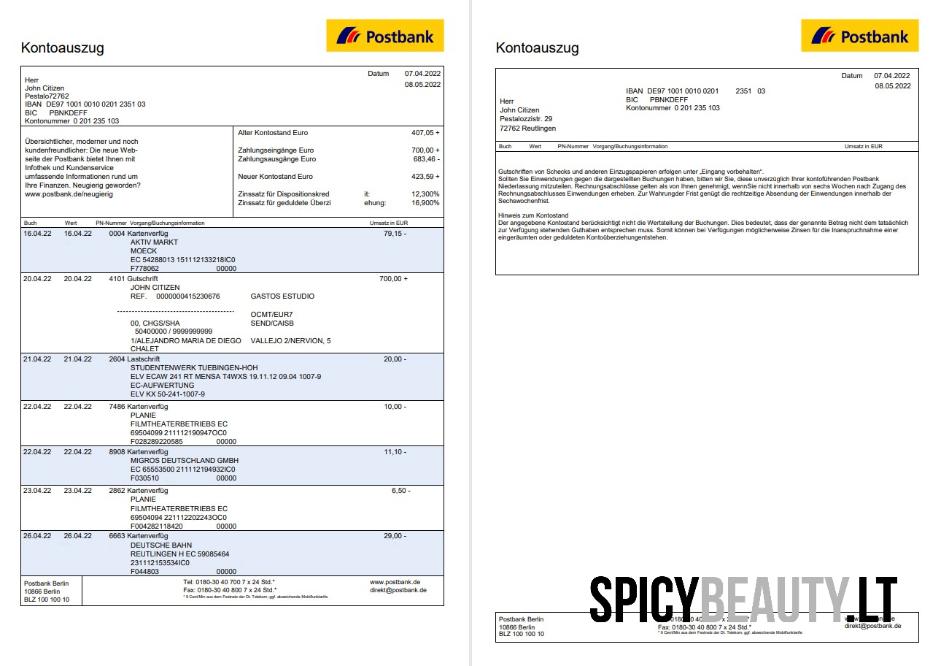 Kontoauszug
Postbank
Datum 07.04.2022
08.05.2022
Herr
John Citizen
Pestalo72762
IBAN DE97 1001 0010 0201 2351 03
BIC PBNKDEFF
Kontonummer 0 201 235 103
Übersichtlicher, moderner und noch
kundenfreundlicher: Die neue Web-
seite der Postbank bietet Ihnen mit
Infothek und Kundenservice
umfassende Informationen rund um
Ihre Finanzen. Neugierig geworden?
www.postbank.de/neugierig
Alter Kontostand Euro 407,05 +
Zahlungseingänge Euro 700,00 +
Zahlungsausgänge Euro 683,46 -
Neuer Kontostand Euro 423,59 +
Zinssatz für Dispositionskred it: 12,300%
Zinssatz für geduldete Überzi ehung: 16,900%
Buch Wert PN-Nummer Vorgang/Buchungsinformation Umsatz in EUR
16.04.22 16.04.22 0004 Kartenverfüg 79,15 -
AKTIV MARKT
MOECK
EC 54288013 151112133218IC0
F778062 00000
20.04.22 20.04.22 4101 Gutschrift 700,00 +
JOHN CITIZEN
REF. 0000000415230676 GASTOS ESTUDIO
OCMT/EUR7
00, CHGS/SHA SEND/CAISB
50400000 / 9999999999
1/ALEJANDRO MARIA DE DIEGO VALLEJO 2/NERVION, 5
CHALET
21.04.22 21.04.22 2604 Lastschrift 20,00 -
STUDENTENWERK TUEBINGEN-HOH
ELV ECAW 241 RT MENSA T4WXS 19.11.12 09.04 1007-9
EC-AUFWERTUNG
ELV KX 50-241-1007-9
22.04.22 22.04.22 7486 Kartenverfüg 10,00 -
PLANIE
FILMTHEATERBETRIEBS EC
69504099 211112190947OC0
F028289220585 00000
22.04.22 22.04.22 8908 Kartenverfüg 11,10 -
MIGROS DEUTSCHLAND GMBH
EC 65553500 211112194932IC0
F030510 00000
23.04.22 23.04.22 2862 Kartenverfüg 6,50 -
PLANIE
FILMTHEATERBETRIEBS EC
69504094 221112202243OC0
F004282118420 00000
26.04.22 26.04.22 6663 Kartenverfüg 29,00 -
DEUTSCHE BAHN
REUTLINGEN H EC 59085464
231112153534IC0
F044803 00000
Postbank Berlin Tel: 0180-30 40 700 7 x 24 Std.* www.postbank.de
10866 Berlin Fax: 0180-30 40 800 7 x 24 Std.* direkt@postbank.de
BLZ 100 100 10 * 9 Cent/Min aus dem Festnetz der Dt. Telekom; ggf. abweichende Mobilfunktarife
Kontoauszug
Postbank
Datum 07.04.2022
08.05.2022
IBAN DE97 1001 0010 0201 2351 03
BIC PBNKDEFF
Kontonummer 0 201 235 103
Herr
John Citizen
Pestalozzistr. 29
72762 Reutlingen
Buch Wert PN-Nummer Vorgang/Buchungsinformation Umsatz in EUR
Gutschriften von Schecks und anderen Einzugspapieren erfolgen unter „Eingang vorbehalten".
Sollten Sie Einwendungen gegen die dargestellten Buchungen haben, bitten wir Sie, diese unverzüglich Ihrer kontoführenden Postbank
Niederlassung mitzuteilen. Rechnungsabschlüsse gelten als von Ihnen genehmigt, wennSie nicht innerhalb von sechs Wochen nach Zugang des
Rechnungsabschlusses Einwendungen erheben. Zur Wahrungder Frist genügt die rechtzeitige Absendung der Einwendungen innerhalb der
Sechswochenfrist.
Hinweis zum Kontostand
Der angegebene Kontostand berücksichtigt nicht die Wertstellung der Buchungen. Dies bedeutet, dass der genannte Betrag nicht dem tatsächlich
zur Verfügung stehenden Guthaben entsprechen muss. Somit können bei Verfügungen möglicherweise Zinsen für die Inanspruchnahme einer
eingeräumten oder geduldeten Kontoüberziehungentstehen.
SPICYBEAUTY.LT
Postbank Berlin
10866 Berlin Fax: 0180-30 40 800 7 x 24 Std.* direkt@postbank.de
BLZ 100 100 10 * 9 Cent/Min aus dem Festnetz der Dt. Telekom; ggf. abweichende Mobilfunktarife